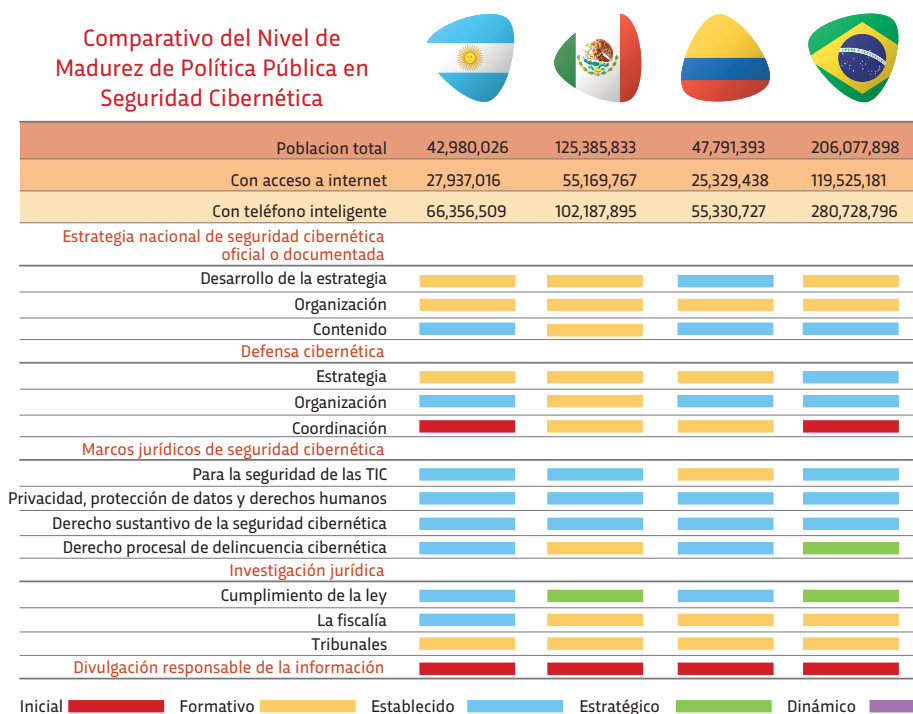 Comparativo del Nivel de
Madurez de Política Pública en
Seguridad Cibernética
Poblacion total 42,980,026 125,385,833 47,791,393 206,077,898
Con acceso a internet 27,937,016 55,169,767 25,329,438 119,525,181
Con teléfono inteligente 66,356,509 102,187,895 55,330,727 280,728,796
Estrategia nacional de seguridad cibernética
oficial o documentada
Desarrollo de la estrategia
Organización
Contenido
Defensa cibernética
Estrategia
Organización
Coordinación
Marcos jurídicos de seguridad cibernética
Para la seguridad de las TIC
Privacidad, protección de datos y derechos humanos
Derecho sustantivo de la seguridad cibernética
Derecho procesal de delincuencia cibernética
Investigación jurídica
Cumplimiento de la ley
La fiscalía
Tribunales
Divulgación responsable de la información
Inicial Formativo Establecido Estratégico Dinámico